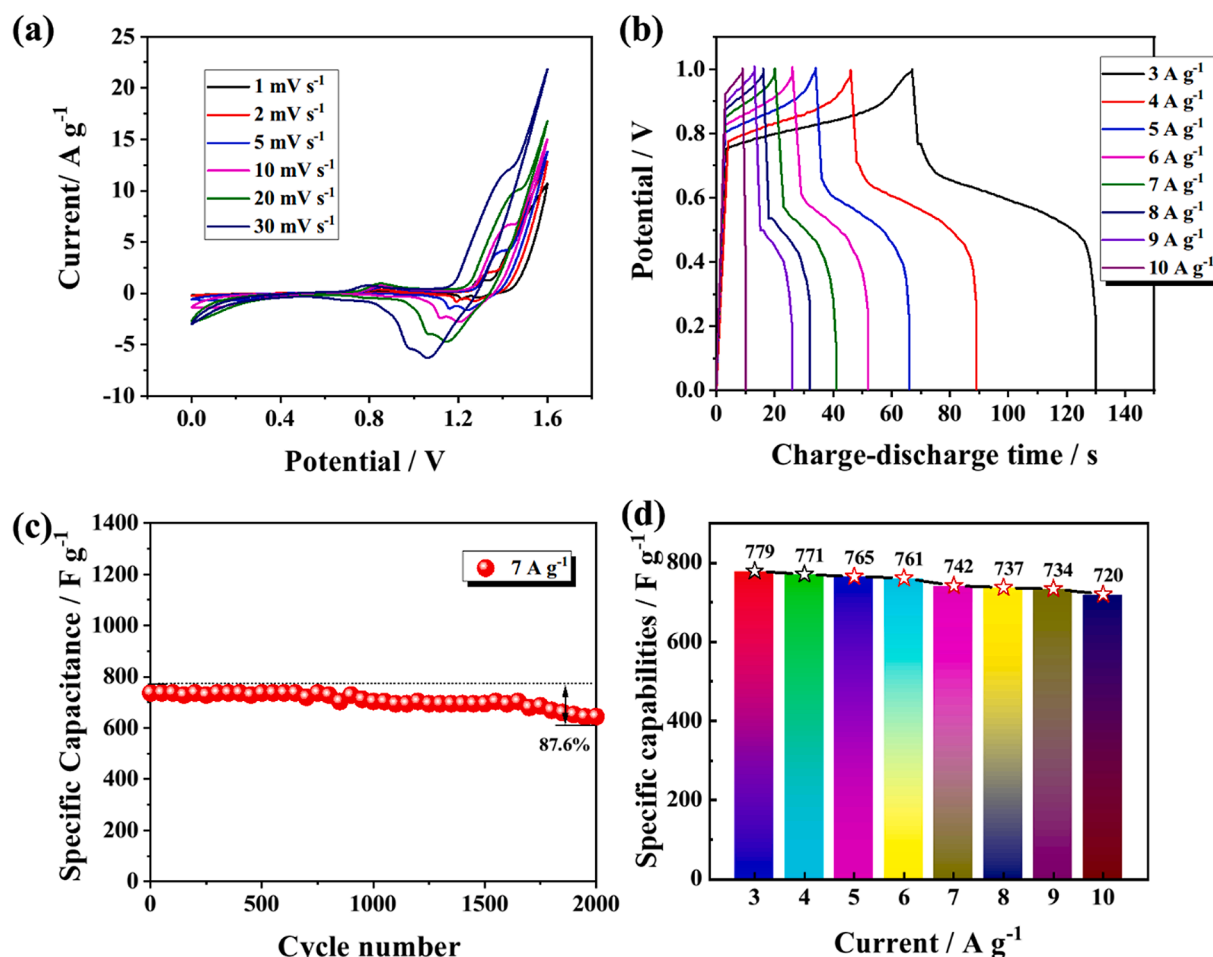 (a)
25
20
15
10
5
0
-5
-10
Current/ A g⁻¹
1 mV s⁻¹
2 mV s⁻¹
5 mV s⁻¹
10 mV s⁻¹
20 mV s⁻¹
30 mV s⁻¹
0.0 0.4 0.8 1.2 1.6
Potential / V
(b)
1.0
0.8
0.6
0.4
0.2
0.0
Potential / V
3 A g⁻¹
4 A g⁻¹
5 A g⁻¹
6 A g⁻¹
7 A g⁻¹
8 A g⁻¹
9 A g⁻¹
10 A g⁻¹
0 20 40 60 80 100 120 140
Charge-discharge time / s
(c)
1400
1200
1000
800
600
400
200
0
Specific Capacitance / F g⁻¹
7 A g⁻¹
87.6%
0 500 1000 1500 2000
Cycle number
(d)
800
600
400
200
0
Specific capabilities / F g⁻¹
779 771 765 761 742 737 734 720
3 4 5 6 7 8 9 10
Current / A g⁻¹